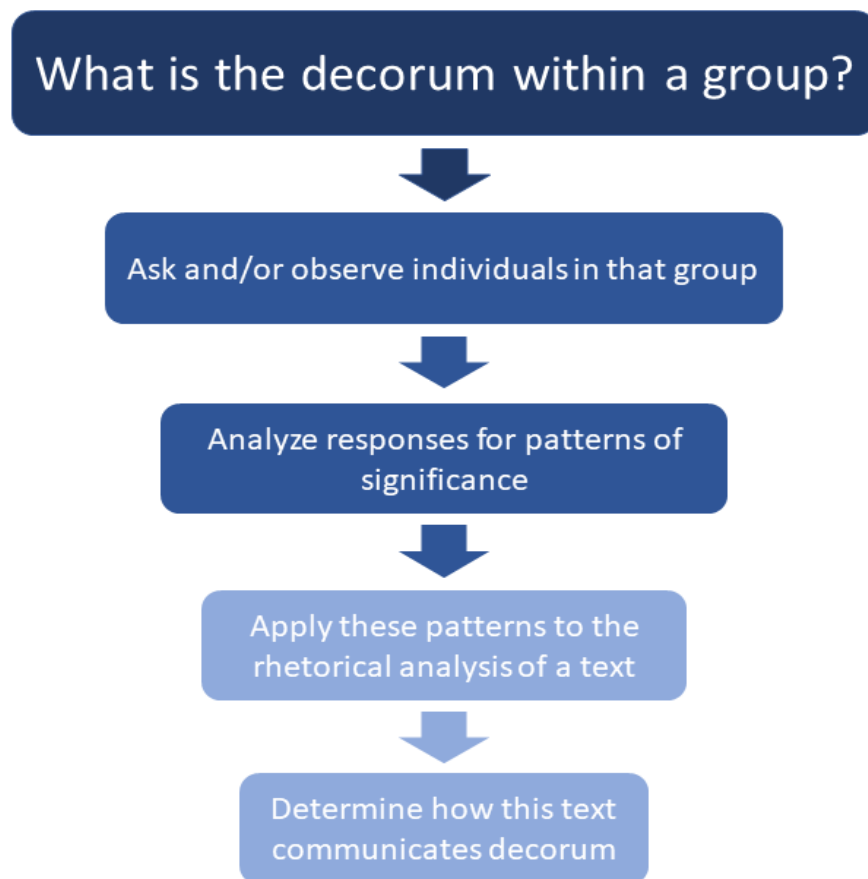 What is the decorum within a group?
Ask and/or observe individuals in that group
Analyze responses for patterns of
significance
Apply these patterns to the
rhetorical analysis of a text
Determine how this text
communicates decorum